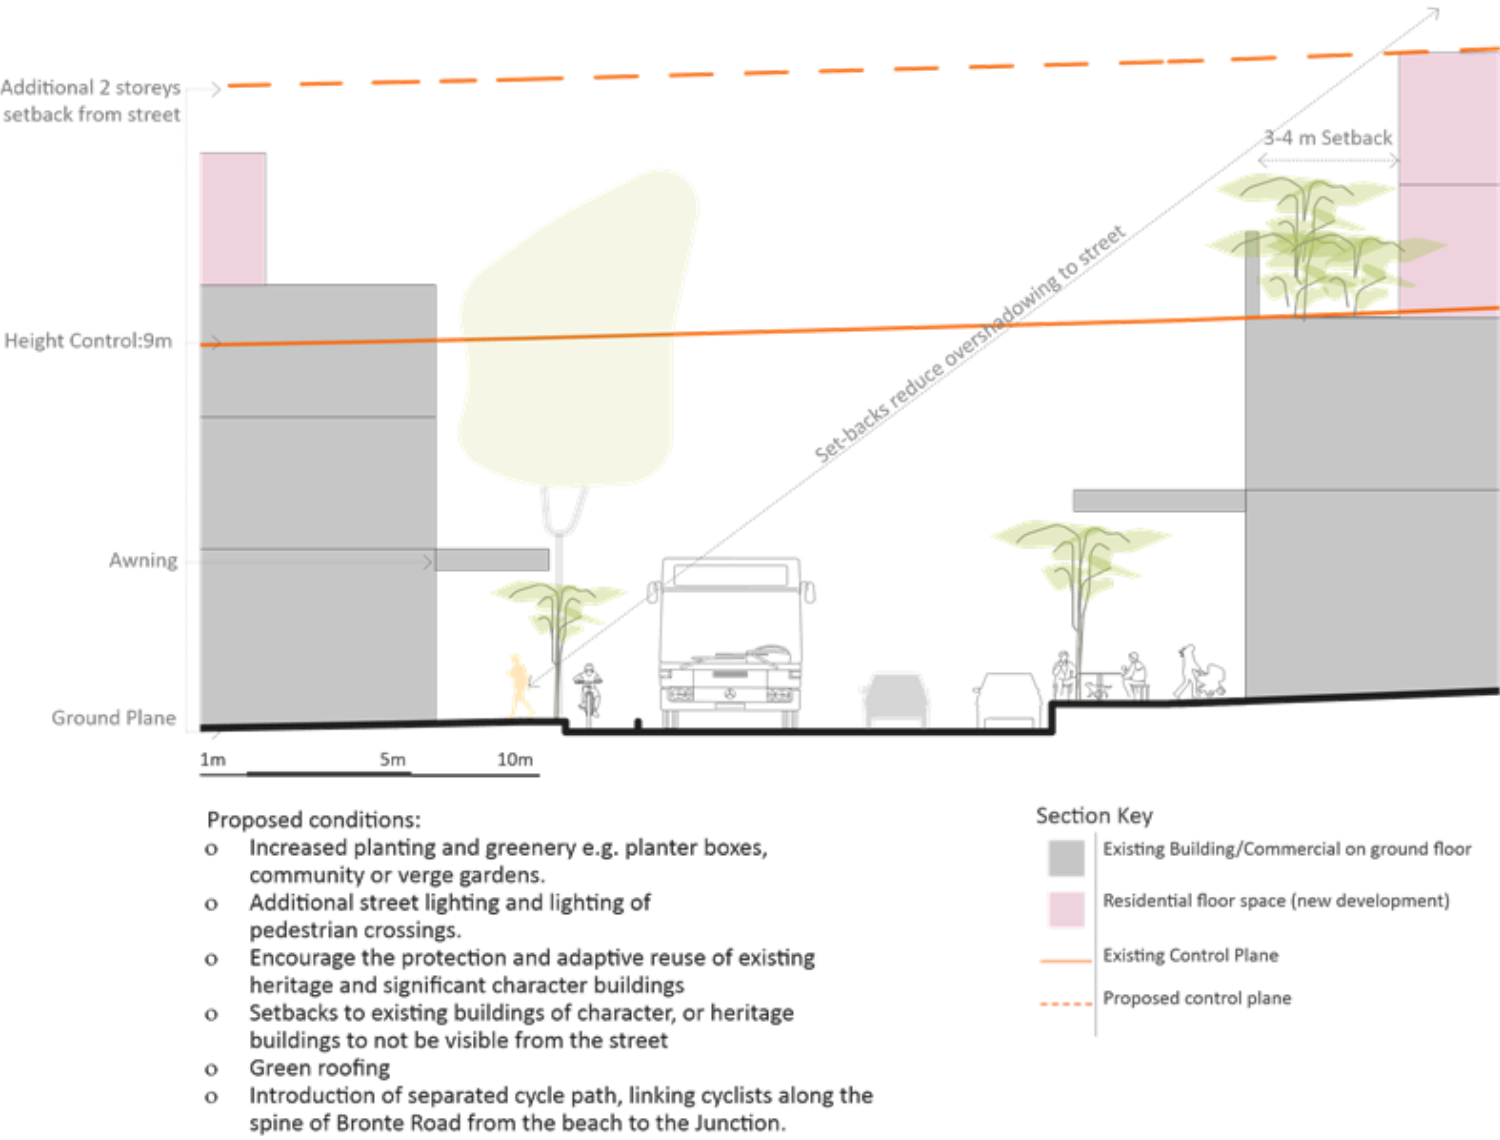 Additional 2 storeys
setback from street
3-4 m Setback
Set-backs reduce overshadowing to street
Height Control:9m
Awning
Ground Plane
1m 5m 10m
Proposed conditions:
o Increased planting and greenery e.g. planter boxes,
community or verge gardens.
o Additional street lighting and lighting of
pedestrian crossings.
o Encourage the protection and adaptive reuse of existing
heritage and significant character buildings
o Setbacks to existing buildings of character, or heritage
buildings to not be visible from the street
o Green roofing
o Introduction of separated cycle path, linking cyclists along the
spine of Bronte Road from the beach to the Junction.
Section Key
Existing Building/Commercial on ground floor
Residential floor space (new development)
Existing Control Plane
Proposed control plane